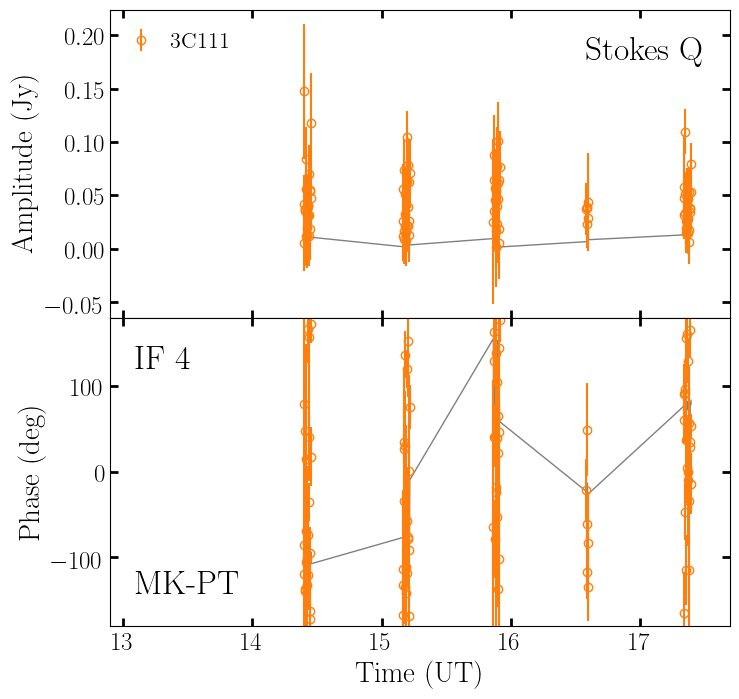 3C111
Stokes Q
0.20
0.15
0.10
0.05
0.00
−0.05
Amplitude (Jy)
IF 4
100
0
−100
Phase (deg)
MK-PT
13 14 15 16 17
Time (UT)